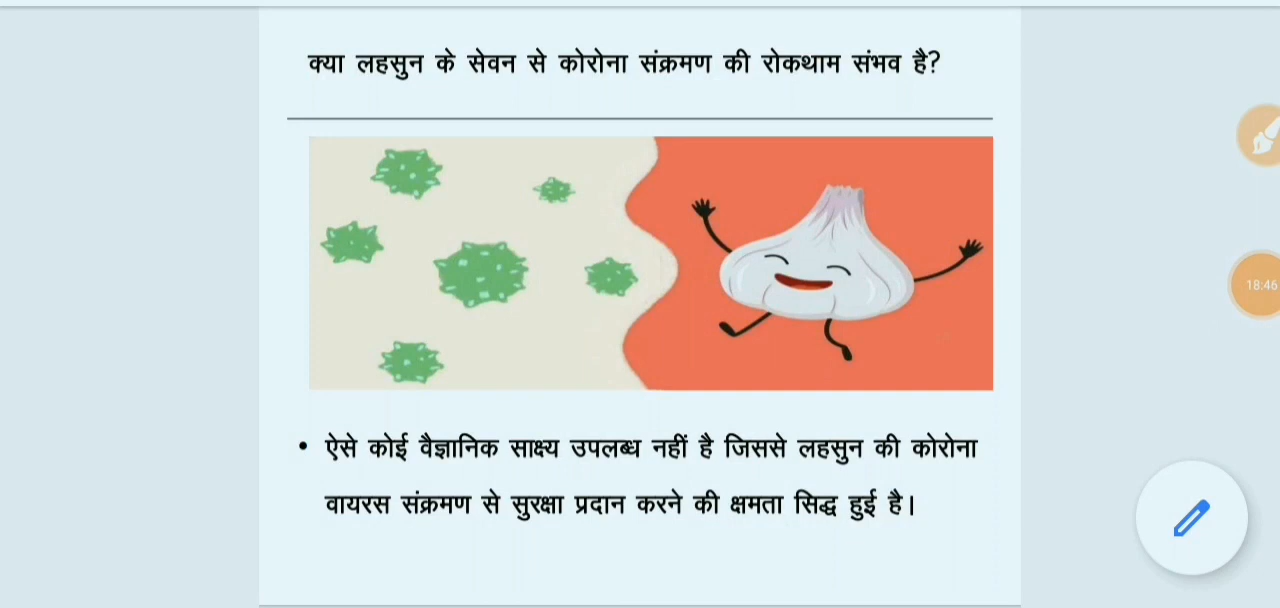 क्या लहसुन के सेवन से कोरोना संक्रमण की रोकथाम संभव है?
18:46
• ऐसे कोई वैज्ञानिक साक्ष्य उपलब्ध नहीं है जिससे लहसुन की कोरोना
वायरस संक्रमण से सुरक्षा प्रदान करने की क्षमता सिद्ध हुई है।